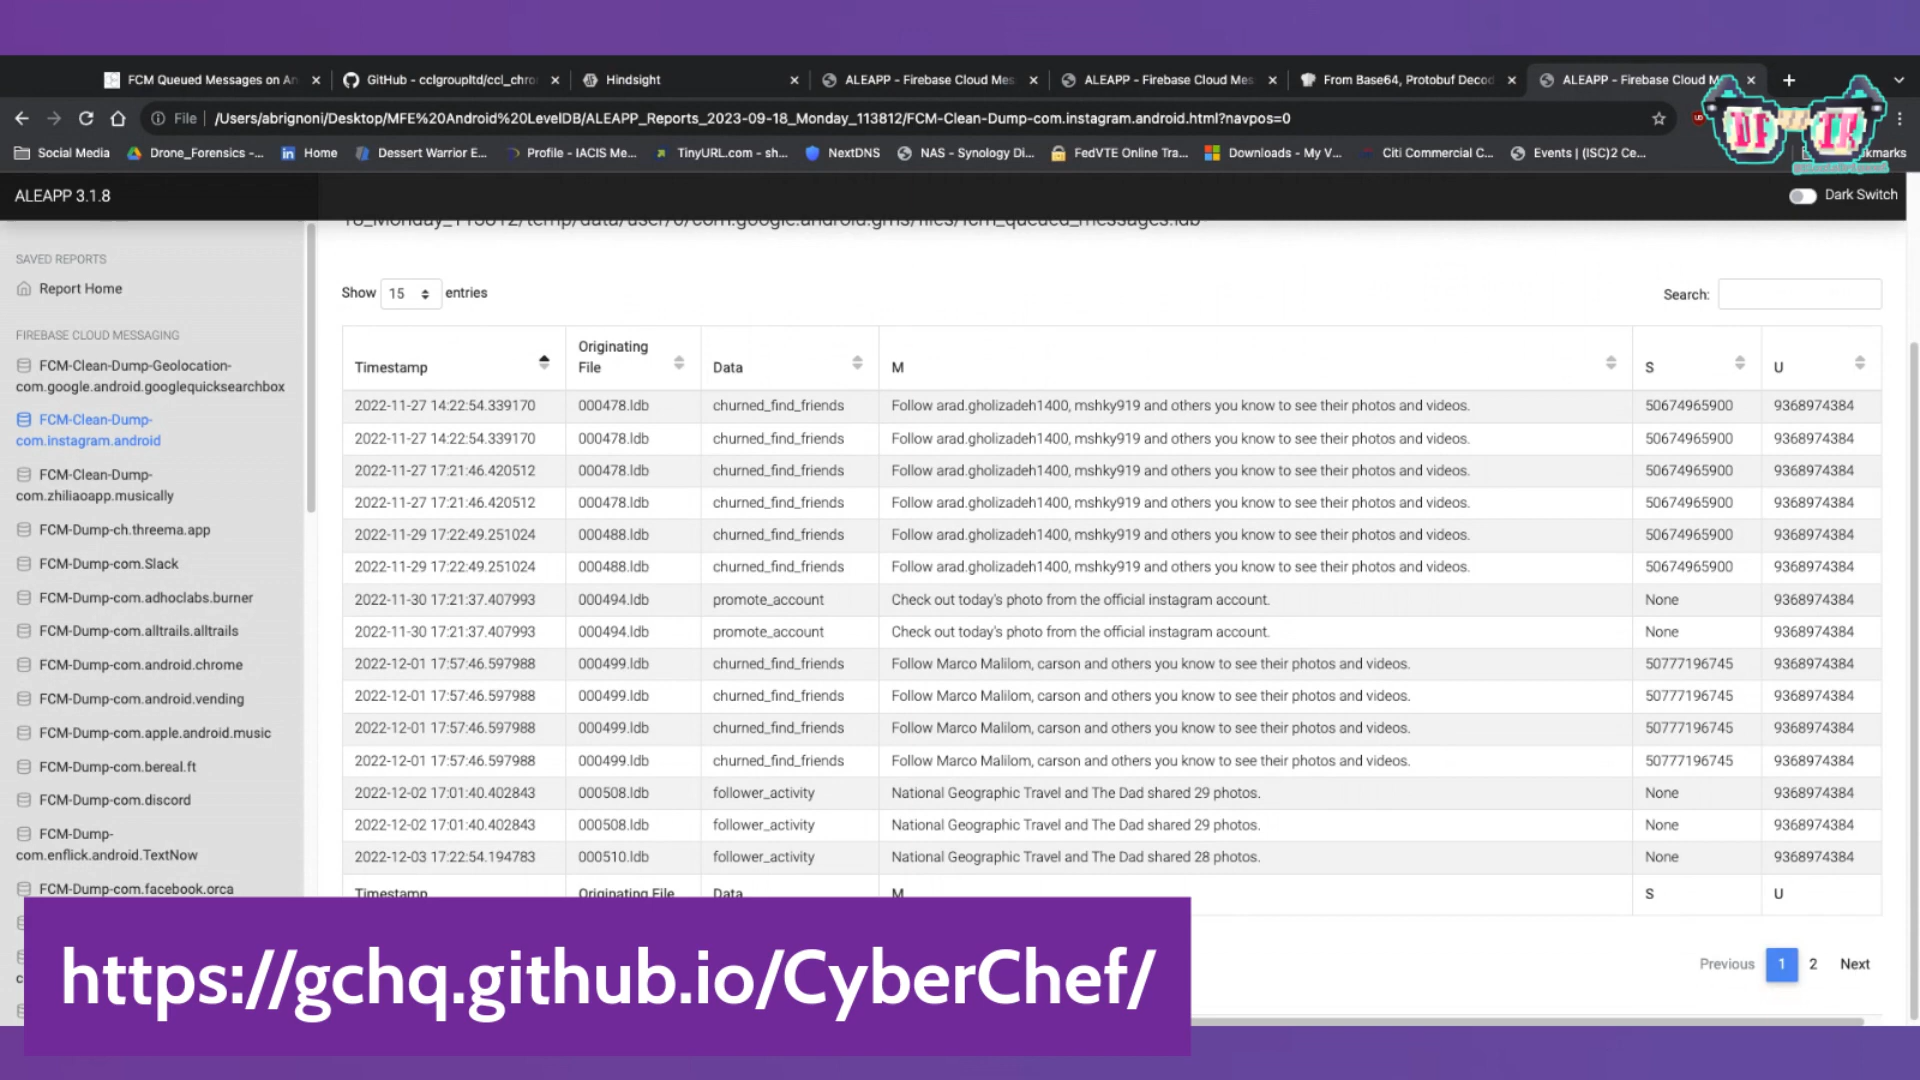 FCM Queued Messages on An
GitHub - cclgroupltd/ccl_chro
Hindsight
ALEAPP - Firebase Cloud Mes
ALEAPP - Firebase Cloud Mes
From Base64, Protobuf Decod
ALEAPP - Firebase Cloud M
File /Users/abrignoni/Desktop/MFE%20Android%20LevelDB/ALEAPP_Reports_2023-09-18_Monday_113812/FCM-Clean-Dump-com.instagram.android.html?navpos=0
Social Media
Drone_Forensics -...
Home
Dessert Warrior E...
Profile - IACIS Me...
TinyURL.com - sh...
NextDNS
NAS - Synology Di...
FedVTE Online Tra...
Downloads - My V...
Citi Commercial C...
Events | (ISC)2 Ce...
kmarks
DF IR
ALEAPP 3.1.8
Dark Switch
18_Monday_113812/temp/data/user/0/com.google.android.gms/files/fcm_queued_messages.ldb
SAVED REPORTS
Report Home
FIREBASE CLOUD MESSAGING
FCM-Clean-Dump-Geolocation-
com.google.android.googlequicksearchbox
FCM-Clean-Dump-
com.instagram.android
FCM-Clean-Dump-
com.zhiliaoapp.musically
FCM-Dump-ch.threema.app
FCM-Dump-com.Slack
FCM-Dump-com.adhoclabs.burner
FCM-Dump-com.alltrails.alltrails
FCM-Dump-com.android.chrome
FCM-Dump-com.android.vending
FCM-Dump-com.apple.android.music
FCM-Dump-com.bereal.ft
FCM-Dump-com.discord
FCM-Dump-
com.enflick.android.TextNow
FCM-Dump-com.facebook.orca
c
Show 15 entries
Search:
Timestamp Originating File Data M S U
2022-11-27 14:22:54.339170 000478.ldb churned_find_friends Follow arad.gholizadeh1400, mshky919 and others you know to see their photos and videos. 50674965900 9368974384
2022-11-27 14:22:54.339170 000478.ldb churned_find_friends Follow arad.gholizadeh1400, mshky919 and others you know to see their photos and videos. 50674965900 9368974384
2022-11-27 17:21:46.420512 000478.ldb churned_find_friends Follow arad.gholizadeh1400, mshky919 and others you know to see their photos and videos. 50674965900 9368974384
2022-11-27 17:21:46.420512 000478.ldb churned_find_friends Follow arad.gholizadeh1400, mshky919 and others you know to see their photos and videos. 50674965900 9368974384
2022-11-29 17:22:49.251024 000488.ldb churned_find_friends Follow arad.gholizadeh1400, mshky919 and others you know to see their photos and videos. 50674965900 9368974384
2022-11-29 17:22:49.251024 000488.ldb churned_find_friends Follow arad.gholizadeh1400, mshky919 and others you know to see their photos and videos. 50674965900 9368974384
2022-11-30 17:21:37.407993 000494.ldb promote_account Check out today's photo from the official instagram account. None 9368974384
2022-11-30 17:21:37.407993 000494.ldb promote_account Check out today's photo from the official instagram account. None 9368974384
2022-12-01 17:57:46.597988 000499.ldb churned_find_friends Follow Marco Malilom, carson and others you know to see their photos and videos. 50777196745 9368974384
2022-12-01 17:57:46.597988 000499.ldb churned_find_friends Follow Marco Malilom, carson and others you know to see their photos and videos. 50777196745 9368974384
2022-12-01 17:57:46.597988 000499.ldb churned_find_friends Follow Marco Malilom, carson and others you know to see their photos and videos. 50777196745 9368974384
2022-12-01 17:57:46.597988 000499.ldb churned_find_friends Follow Marco Malilom, carson and others you know to see their photos and videos. 50777196745 9368974384
2022-12-02 17:01:40.402843 000508.ldb follower_activity National Geographic Travel and The Dad shared 29 photos. None 9368974384
2022-12-02 17:01:40.402843 000508.ldb follower_activity National Geographic Travel and The Dad shared 29 photos. None 9368974384
2022-12-03 17:22:54.194783 000510.ldb follower_activity National Geographic Travel and The Dad shared 28 photos. None 9368974384
Timestamp Originating File Data M S U
Previous 1 2 Next
https://gchq.github.io/CyberChef/